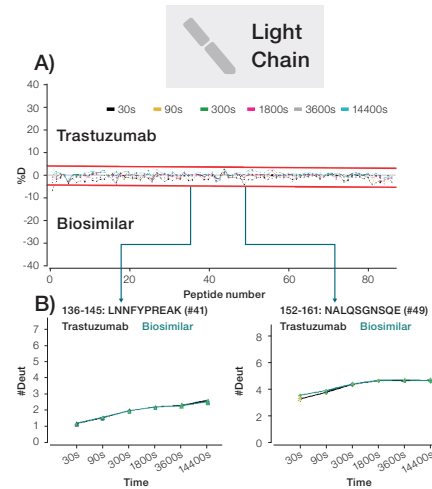 Light
Chain
A)
40
30
20
10
0
-10
-20
-30
-40
%D
30s 90s 300s 1800s 3600s 14400s
Trastuzumab
Biosimilar
0 20 40 60 80
Peptide number
B)
136-145: LNNFYPREAK (#41)
Trastuzumab Biosimilar
7
6
5
4
3
2
1
0
#Deut
30s 90s 300s 1800s 3600s 14400s
Time
152-161: NALQSGNSQE (#49)
Trastuzumab Biosimilar
8
6
4
2
0
#Deut
30s 90s 300s 1800s 3600s 14400s
Time